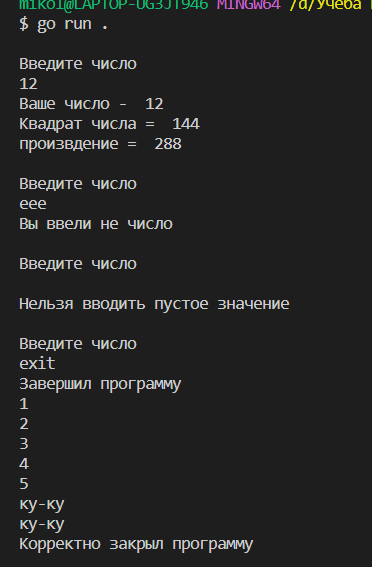 miko1@LAPTOP-UG3JT946 MINGW64 /d/Учеба
$ go run .
Введите число
12
Ваше число -  12
Квадрат числа =  144
произвдение =  288
Введите число
eee
Вы ввели не число
Введите число
Нельзя вводить пустое значение
Введите число
exit
Завершил программу
1
2
3
4
5
ку-ку
ку-ку
Корректно закрыл программу